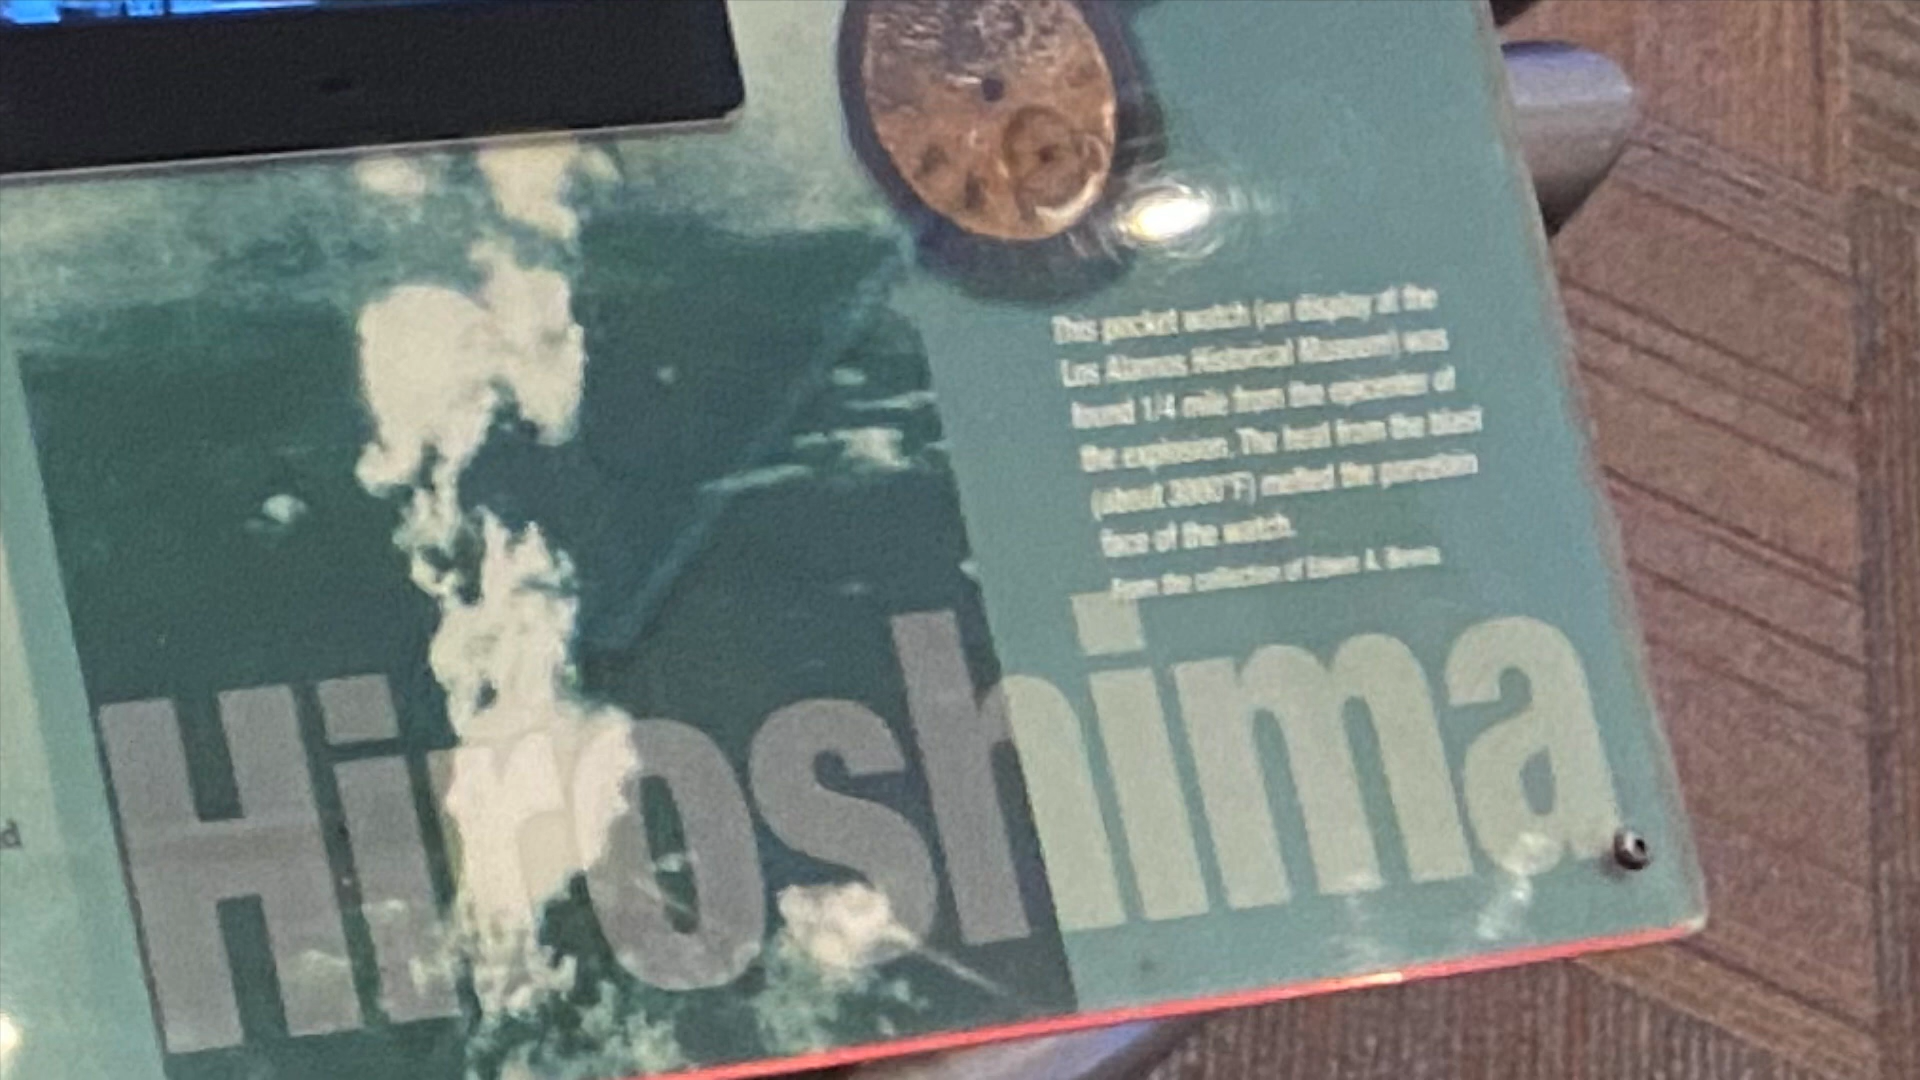 This pocket watch (on display at the
Los Alamos Historical Museum) was
found 1/4 mile from the epicenter of
the explosion. The heat from the blast
(about 3000°F) melted the porcelain
face of the watch.
From the collection of A.
Hiroshima